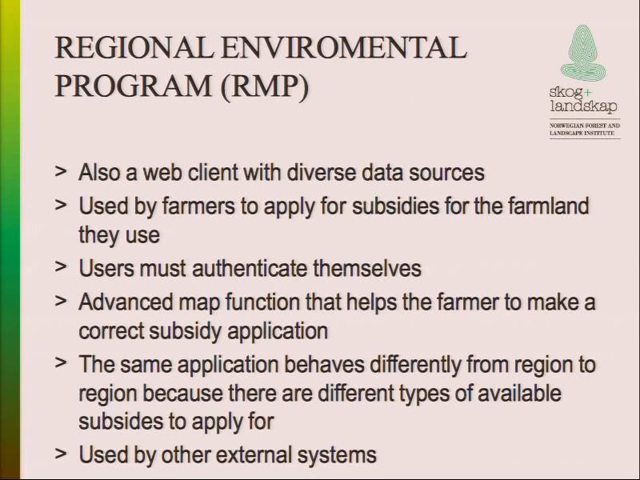 REGIONAL ENVIROMENTAL
PROGRAM (RMP)
skog+
landskap
NORWEGIAN FOREST AND
LANDSCAPE INSTITUTE
> Also a web client with diverse data sources
> Used by farmers to apply for subsidies for the farmland
they use
> Users must authenticate themselves
> Advanced map function that helps the farmer to make a
correct subsidy application
> The same application behaves differently from region to
region because there are different types of available
subsides to apply for
> Used by other external systems